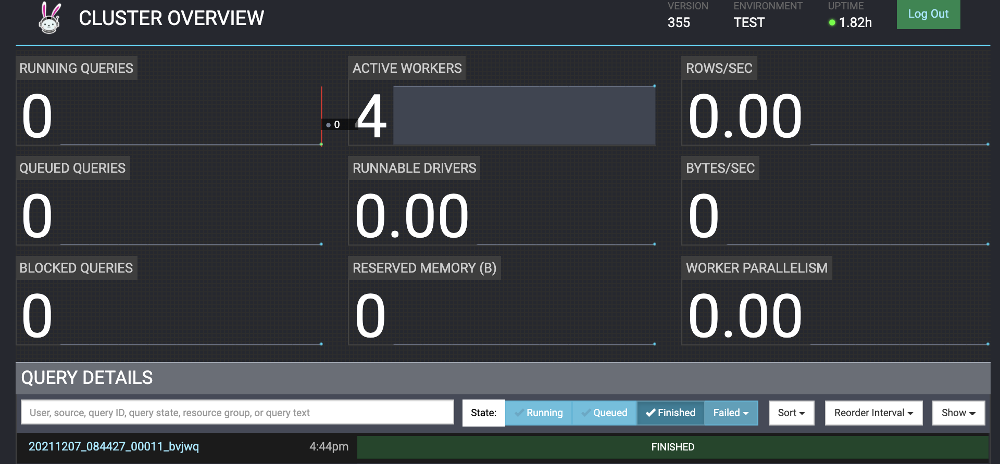 CLUSTER OVERVIEW
VERSION
355
ENVIRONMENT
TEST
UPTIME
1.82h
Log Out
RUNNING QUERIES
0
0
ACTIVE WORKERS
4
ROWS/SEC
0.00
QUEUED QUERIES
0
RUNNABLE DRIVERS
0.00
BYTES/SEC
0
BLOCKED QUERIES
0
RESERVED MEMORY (B)
0
WORKER PARALLELISM
0.00
QUERY DETAILS
User, source, query ID, query state, resource group, or query text
State: Running Queued Finished Failed
Sort
Reorder Interval
Show
20211207_084427_00011_bvjwq 4:44pm FINISHED